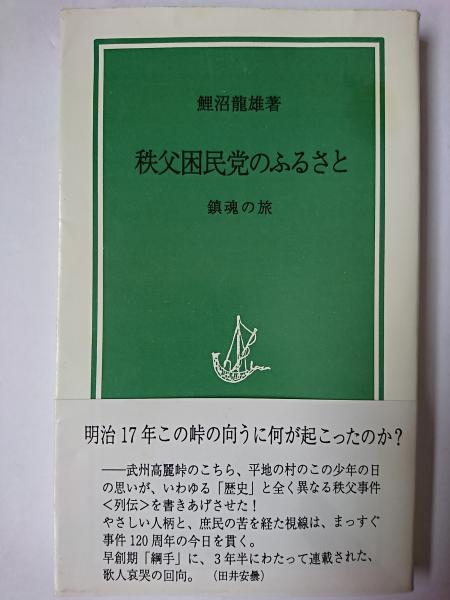 鯉沼龍雄著
秩父困民党のふるさと
鎮魂の旅
明治17年この峠の向うに何が起こったのか?
――武州高麗峠のこちら、平地の村のこの少年の日
の思いが、いわゆる「歴史」と全く異なる秩父事件
<列伝>を書きあげさせた!
やさしい人柄と、庶民の苦を経た視線は、まっすぐ
事件120周年の今日を貫く。
早創期「綱手」に、3年半にわたって連載された、
歌人哀哭の回向。 (田井安曇)